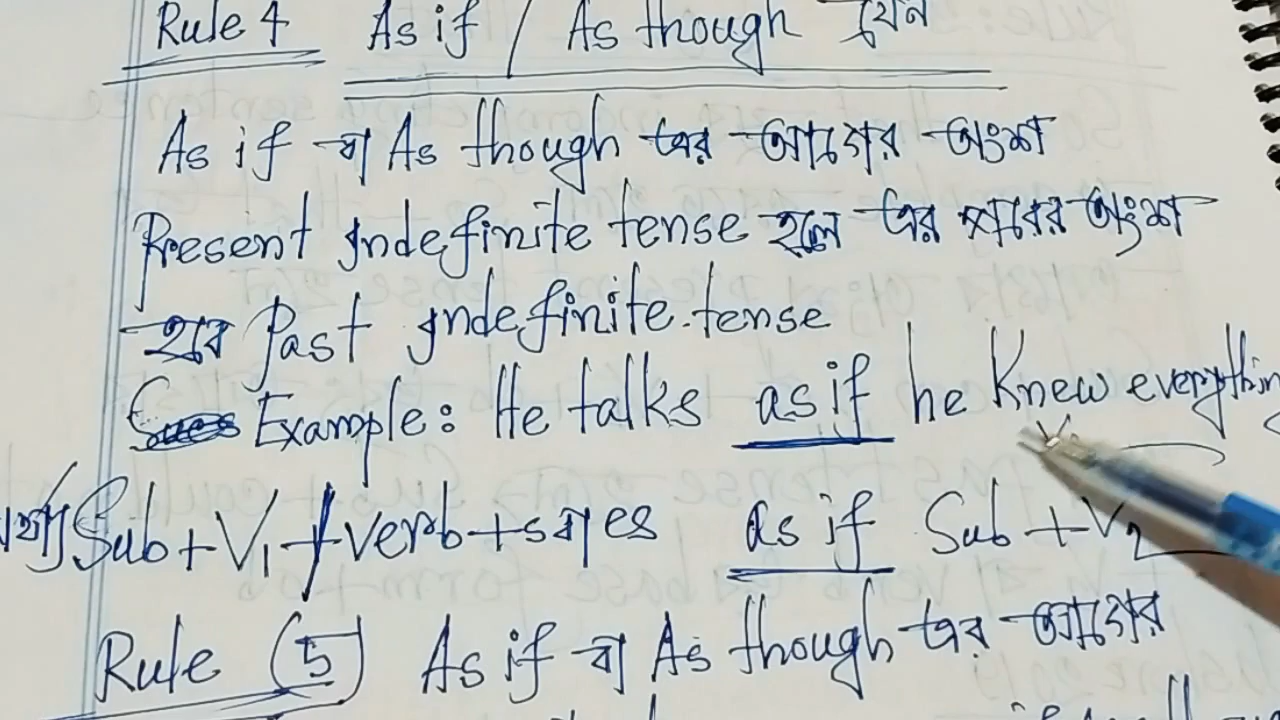 Rule 4 As if / As though যেন
As if বা As though এর আগের অংশ
Present Indefinite tense হলে এর পরের অংশ
হবে Past Indefinite tense
Example: He talks as if he knew everything
Sub + V1 / verb + s বা es as if Sub + V2
Rule (5) As if বা As though এর আগের